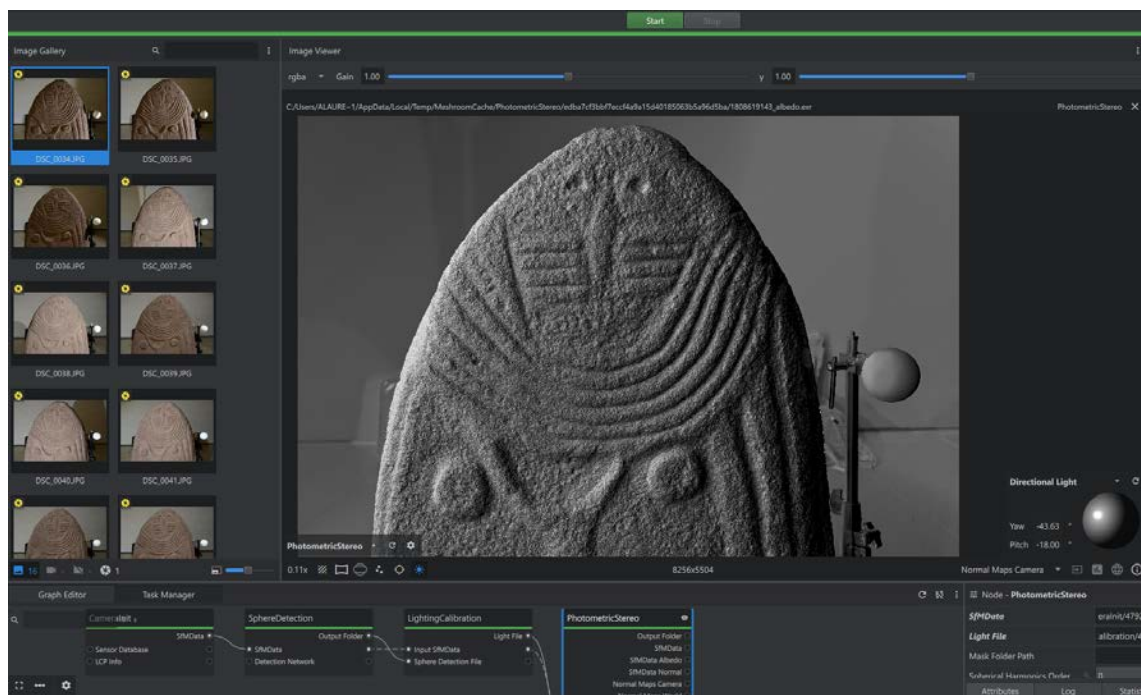 Start Stop
Image Gallery
Image Viewer
rgba Gain 1.00 γ 1.00
PhotometricStereo
DSC_0034.JPG DSC_0035.JPG
DSC_0036.JPG DSC_0037.JPG
DSC_0038.JPG DSC_0039.JPG
DSC_0040.JPG DSC_0041.JPG
Directional Light
Yaw -43.63 °
Pitch -18.00 °
PhotometricStereo
16 1
0.11x 8256x5504 Normal Maps Camera
Graph Editor Task Manager
Node - PhotometricStereo
SphereDetection LightingCalibration PhotometricStereo
SfMData Output Folder Light File Output Folder
Sensor Database SfMData Input SfMData SfMData
LCP Info Detection Network Sphere Detection File SfMData Albedo
SfMData Normal
Normal Maps Camera
SfMData
Light File
Mask Folder Path
Spherical Harmonics Order 0
Attributes Log